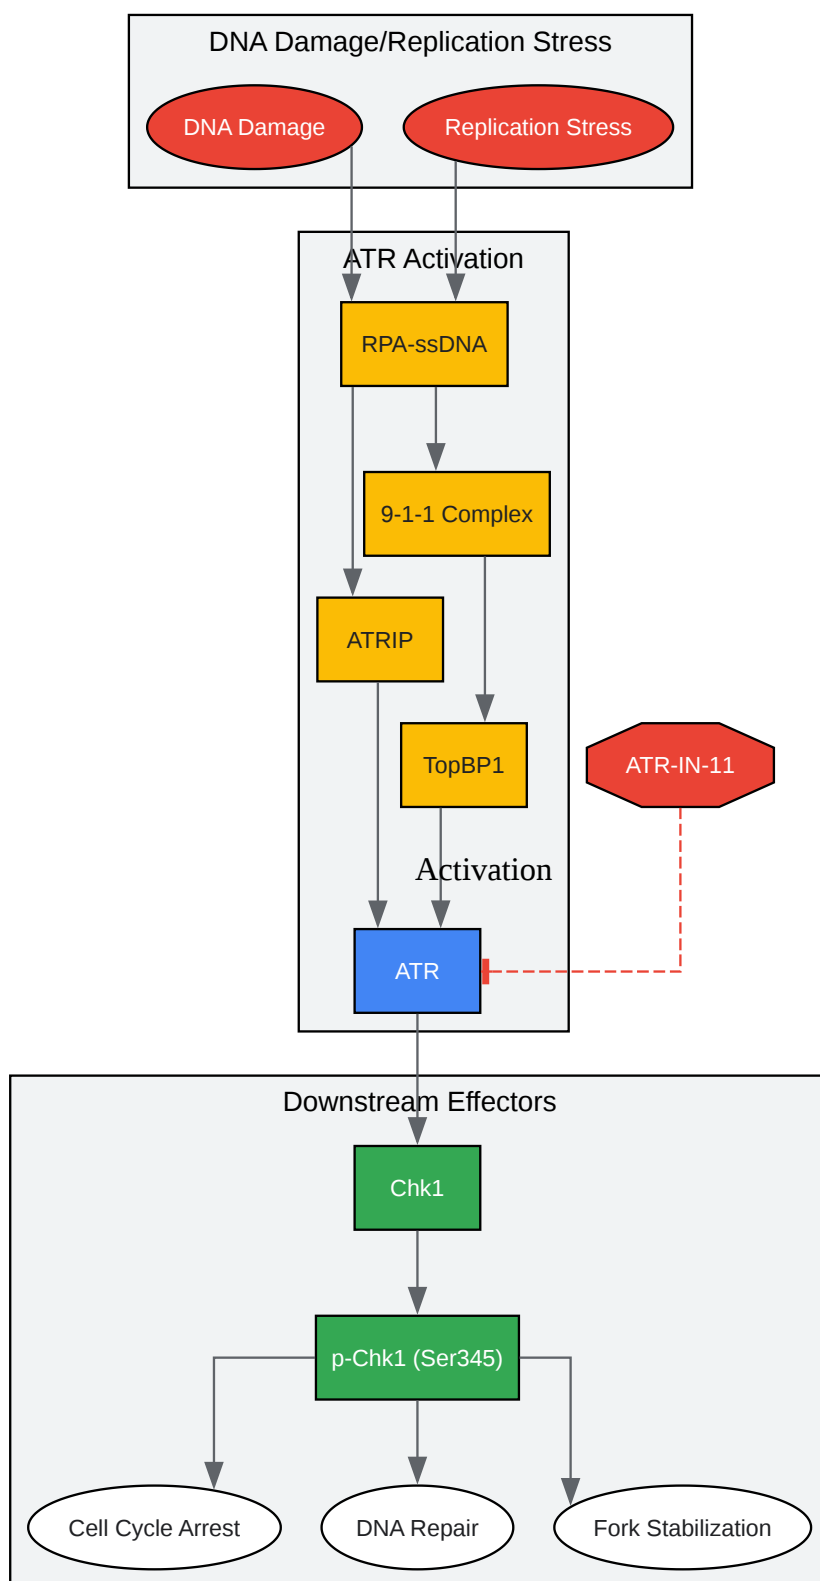 DNA Damage/Replication Stress
DNA Damage
Replication Stress
ATR Activation
RPA-ssDNA
9-1-1 Complex
ATRIP
TopBP1
ATR-IN-11
Activation
ATR
Downstream Effectors
Chk1
p-Chk1 (Ser345)
Cell Cycle Arrest
DNA Repair
Fork Stabilization